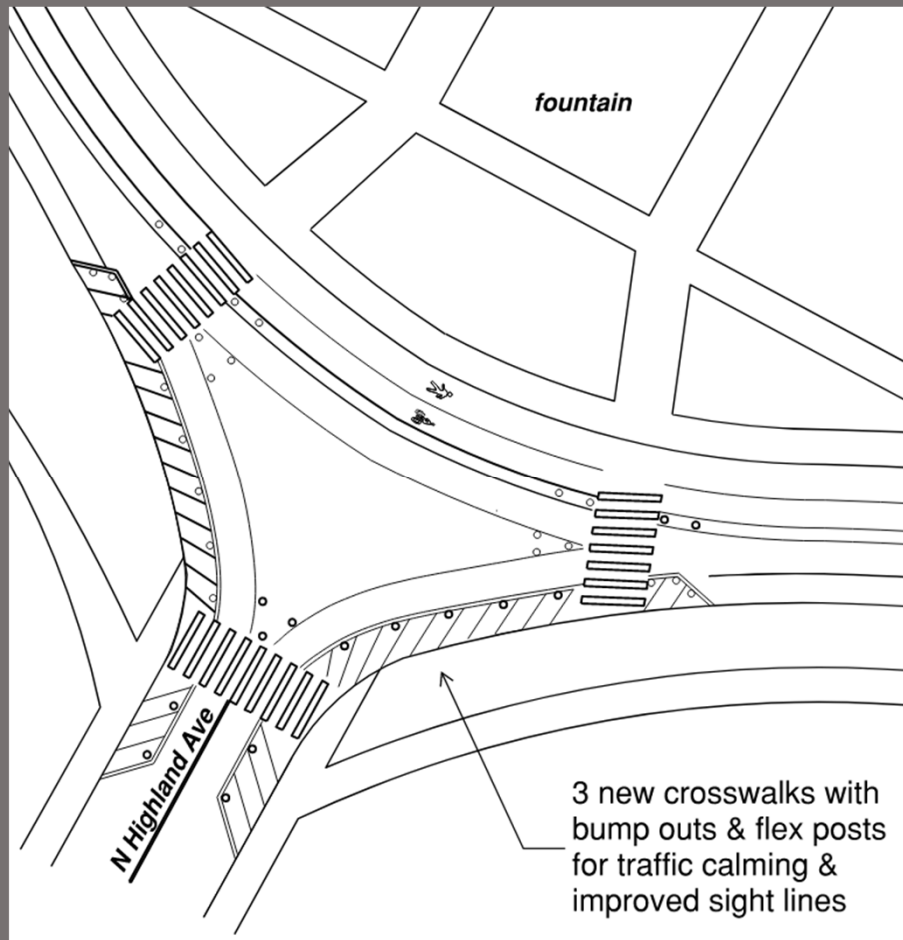 fountain
N Highland Ave
3 new crosswalks with
bump outs & flex posts
for traffic calming &
improved sight lines